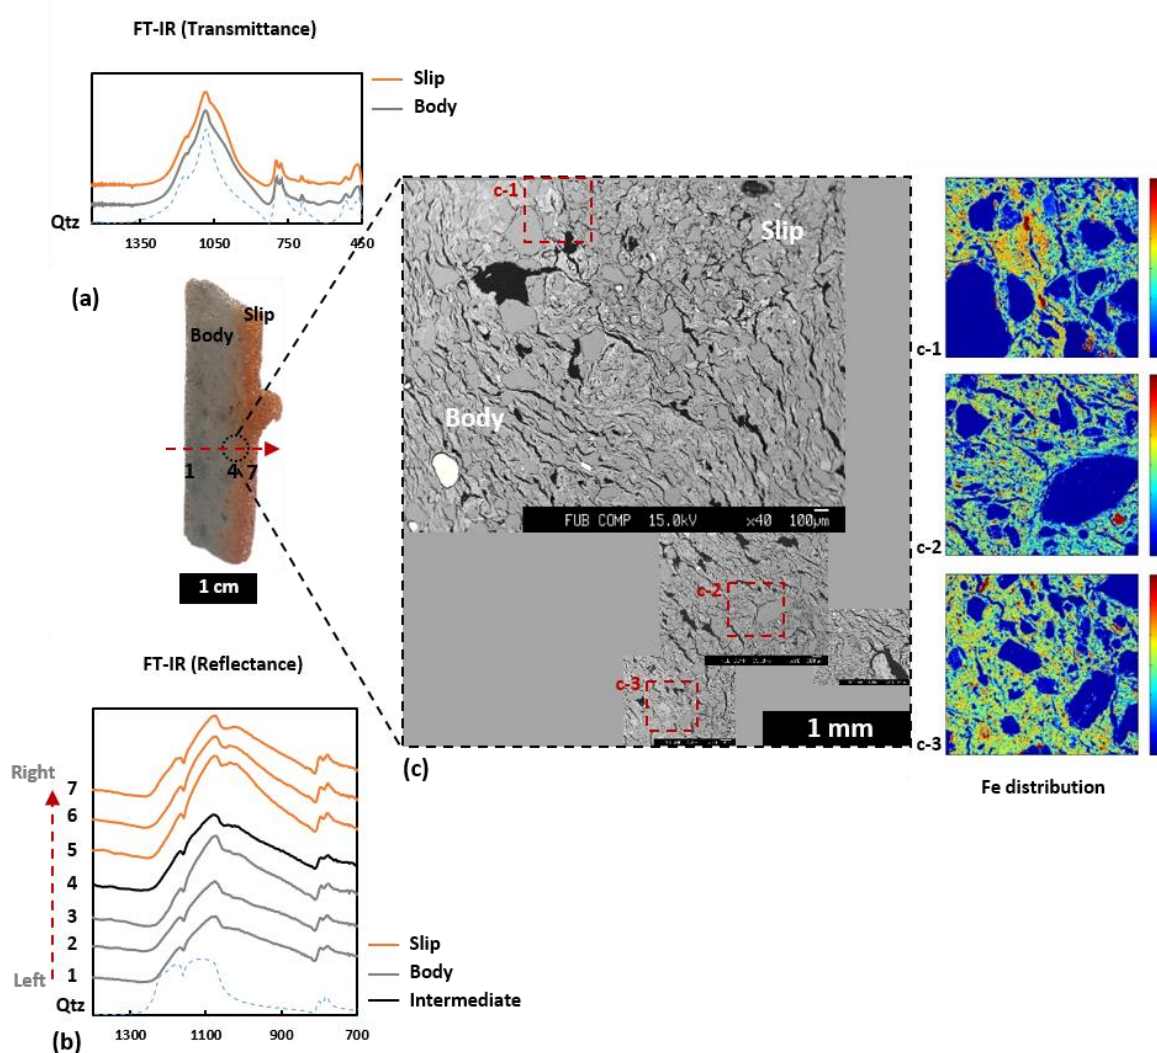 FT-IR (Transmittance)
Slip
Body
Qtz
1350
1050
750
450
(a)
Body
Slip
1
4
7
1 cm
FT-IR (Reflectance)
Right
7
6
5
4
3
2
1
Left
Qtz
Slip
Body
Intermediate
1300
1100
900
700
(b)
c-1
Slip
Body
FUB COMP 15.0kV x40 100µm
c-2
c-3
1 mm
(c)
c-1
c-2
c-3
Fe distribution